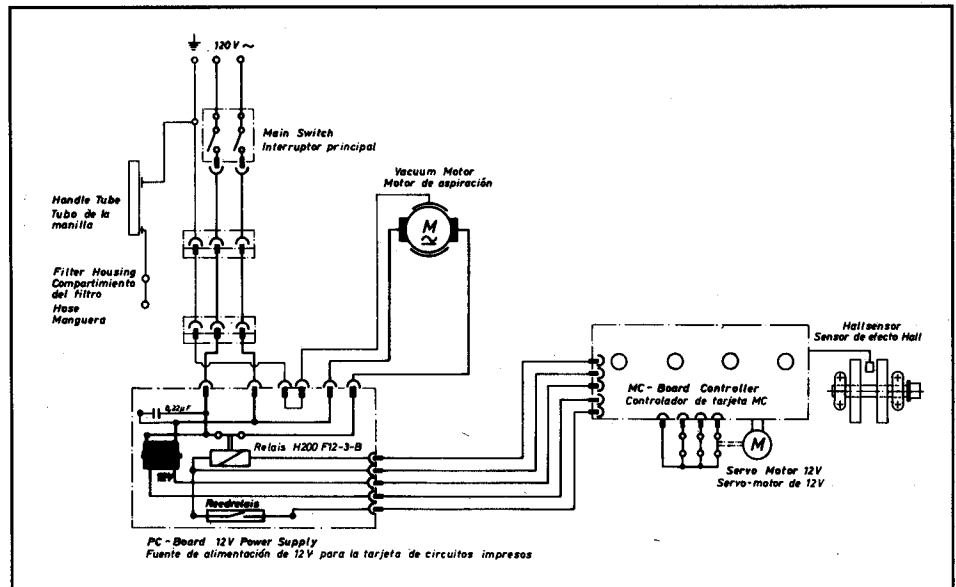 120 V ~
Main Switch
Interruptor principal
Vacuum Motor
Motor de aspiración
M
Handle Tube
Tubo de la
manilla
Filter Housing
Compartimiento
del filtro
Hose
Manguera
Hallsensor
Sensor de efecto Hall
MC-Board Controller
Controlador de tarjeta MC
M
Servo Motor 12V
Servo-motor de 12V
0,22µF
Relais H200 F12-3-B
12V
Reedrelais
PC-Board 12V Power Supply
Fuente de alimentación de 12V para la tarjeta de circuitos impresos